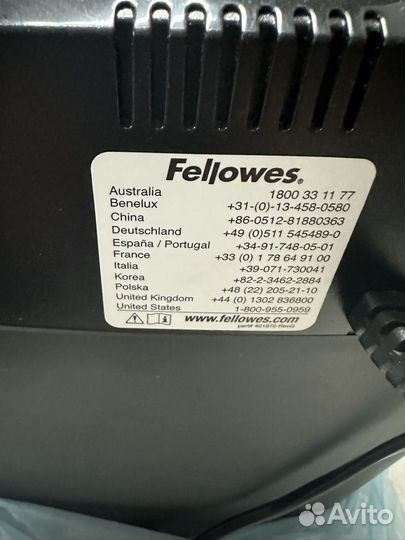 Fellowes®
Australia 1800 33 11 77
Benelux +31-(0)-13-458-0580
China +86-0512-81880363
Deutschland +49 (0)511 545489-0
España / Portugal +34-91-748-05-01
France +33 (0) 1 78 64 91 00
Italia +39-071-730041
Korea +82-2-3462-2884
Polska +48 (22) 205-21-10
United Kingdom +44 (0) 1302 836800
United States 1-800-955-0959
www.fellowes.com
part# 401970 RevG
Avito